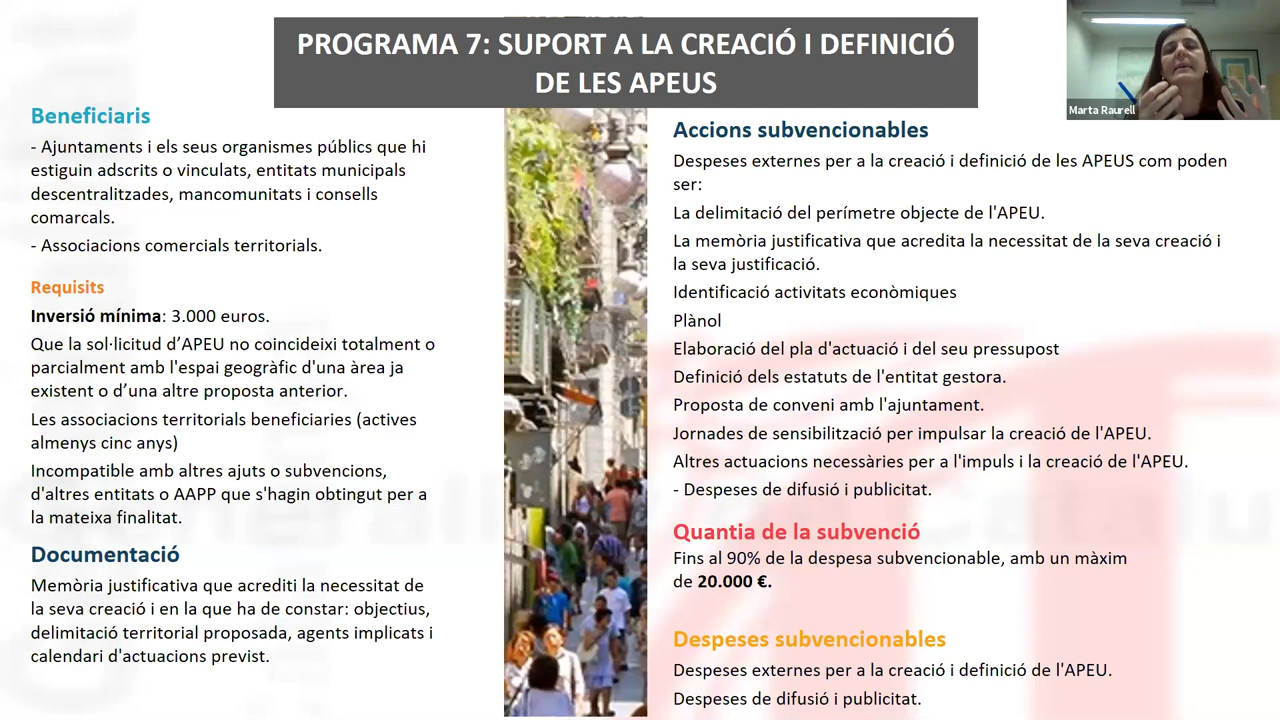 PROGRAMA 7: SUPORT A LA CREACIÓ I DEFINICIÓ
DE LES APEUS
Marta Raurell
Beneficiaris
- Ajuntaments i els seus organismes públics que hi
estiguin adscrits o vinculats, entitats municipals
descentralitzades, mancomunitats i consells
comarcals.
- Associacions comercials territorials.
Requisits
Inversió mínima: 3.000 euros.
Que la sol·licitud d’APEU no coincideixi totalment o
parcialment amb l'espai geogràfic d'una àrea ja
existent o d’una altre proposta anterior.
Les associacions territorials beneficiaries (actives
almenys cinc anys)
Incompatible amb altres ajuts o subvencions,
d'altres entitats o AAPP que s'hagin obtingut per a
la mateixa finalitat.
Documentació
Memòria justificativa que acrediti la necessitat de
la seva creació i en la que ha de constar: objectius,
delimitació territorial proposada, agents implicats i
calendari d'actuacions previst.
Accions subvencionables
Despeses externes per a la creació i definició de les APEUS com poden
ser:
La delimitació del perímetre objecte de l'APEU.
La memòria justificativa que acredita la necessitat de la seva creació i
la seva justificació.
Identificació activitats econòmiques
Plànol
Elaboració del pla d'actuació i del seu pressupost
Definició dels estatuts de l'entitat gestora.
Proposta de conveni amb l'ajuntament.
Jornades de sensibilització per impulsar la creació de l'APEU.
Altres actuacions necessàries per a l'impuls i la creació de l'APEU.
- Despeses de difusió i publicitat.
Quantia de la subvenció
Fins al 90% de la despesa subvencionable, amb un màxim
de 20.000 €.
Despeses subvencionables
Despeses externes per a la creació i definició de l'APEU.
Despeses de difusió i publicitat.